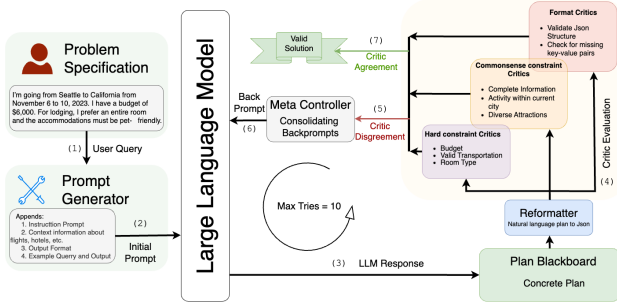 Problem
Specification
I'm going from Seattle to California from
November 6 to 10, 2023. I have a budget of
$6,000. For lodging, I prefer an entire room
and the accommodations must be pet- friendly.
(1)
User Query
Prompt
Generator
Appends:
1. Instructtion Prompt
2. Context information about
flights, hotels, etc.
3. Output Format
4. Example Querry and Output
(2)
Initial
Prompt
Large Language Model
Valid
Solution
(7)
Critic
Agreement
Back
Prompt
(6)
Meta Controller
Consolidating
Backprompts
(5)
Critic
Disgreement
Max Tries = 10
(3)
LLM Response
Format Critics
Validate Json
Structure
Check for missing
key-value pairs
Commonsense constraint
Critics
Complete Information
Activity within current
city
Diverse Attractions
Hard constraint Critics
Budget
Valid Transportation
Room Type
Critic Evaluation
(4)
Reformatter
Natural language plan to Json
Plan Blackboard
Concrete Plan